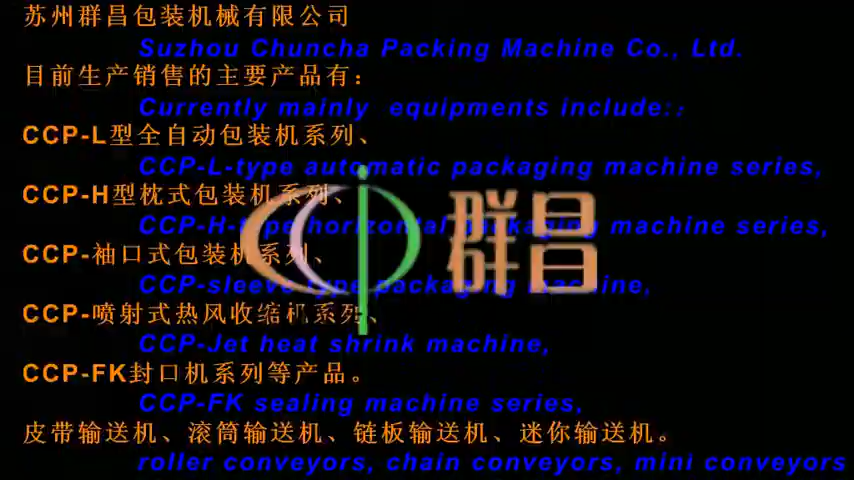 苏州群昌包装机械有限公司
Suzhou Chuncha Packing Machine Co., Ltd.
目前生产销售的主要产品有：
Currently mainly equipments include:;
CCP-L型全自动包装机系列、
CCP-L-type automatic packaging machine series,
CCP-H型枕式包装机系列、
CCP-H-type horizontal packaging machine series,
CCP 群昌
CCP-袖口式包装机系列、
CCP-sleeve type packaging machine,
CCP-喷射式热风收缩机系列、
CCP-Jet heat shrink machine,
CCP-FK封口机系列等产品。
CCP-FK sealing machine series,
皮带输送机、滚筒输送机、链板输送机、迷你输送机。
roller conveyors, chain conveyors, mini conveyors